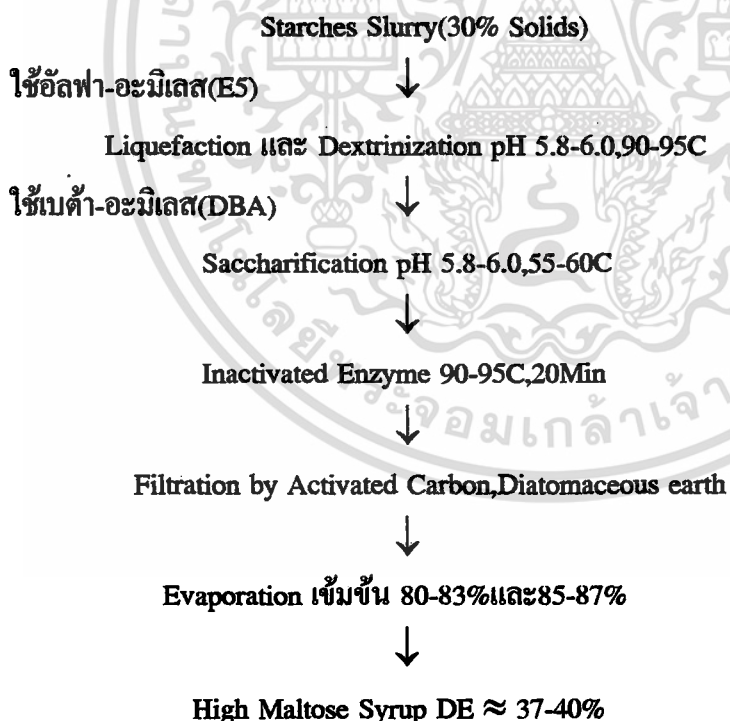 Starches Slurry(30% Solids)
ใช้อัลฟา-อะมิเลส(E5)
↓
Liquefaction และ Dextrinization pH 5.8-6.0,90-95C
ใช้เบต้า-อะมิเลส(DBA)
↓
Saccharification pH 5.8-6.0,55-60C
↓
Inactivated Enzyme 90-95C,20Min
↓
Filtration by Activated Carbon,Diatomaceous earth
↓
Evaporation เข้มข้น 80-83%และ85-87%
↓
High Maltose Syrup DE ≈ 37-40%